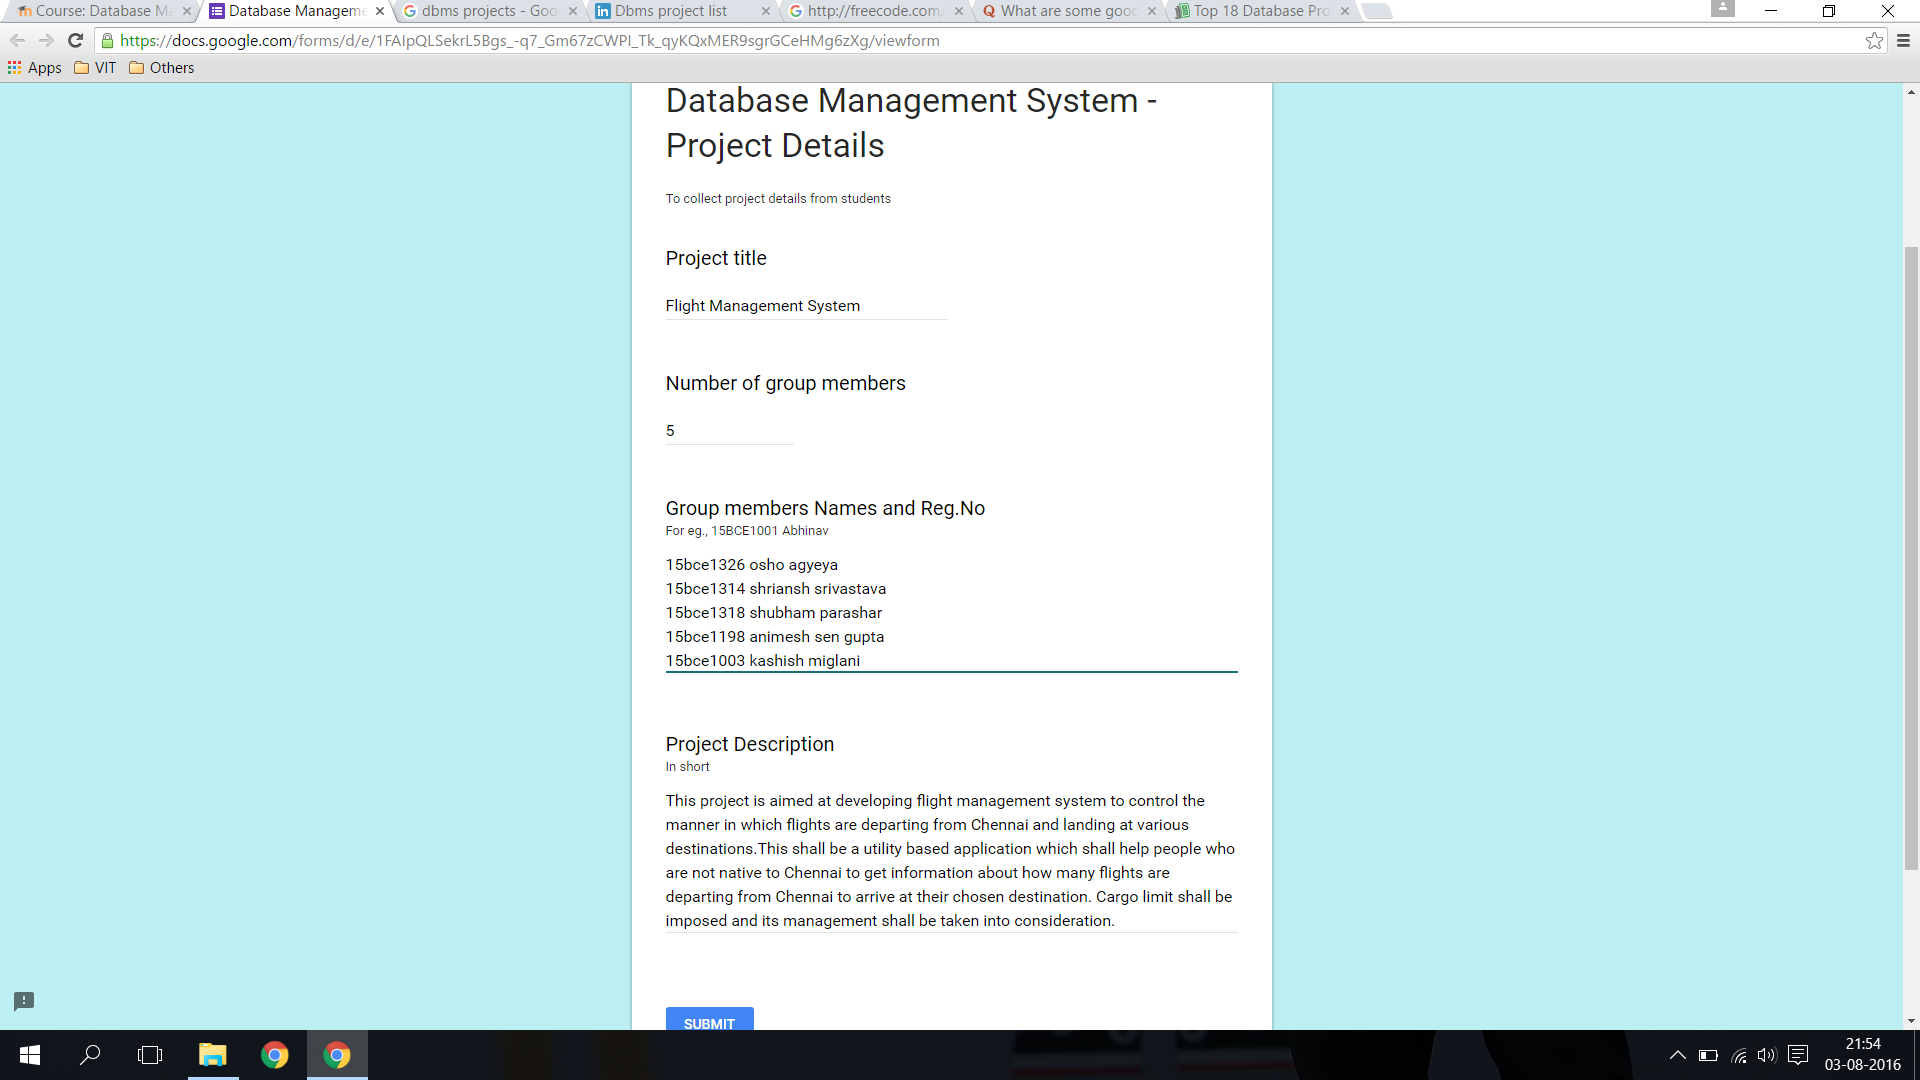 Course: Database Ma
Database Manageme
dbms projects - Goo
Dbms project list
http://freecode.com/
What are some good
Top 18 Database Pro
https://docs.google.com/forms/d/e/1FAIpQLSekrL5Bgs_-q7_Gm67zCWPI_Tk_qyKQxMER9sgrGCeHMg6zXg/viewform
Apps
VIT
Others
Database Management System -
Project Details
To collect project details from students
Project title
Flight Management System
Number of group members
5
Group members Names and Reg.No
For eg., 15BCE1001 Abhinav
15bce1326 osho agyeya
15bce1314 shriansh srivastava
15bce1318 shubham parashar
15bce1198 animesh sen gupta
15bce1003 kashish miglani
Project Description
In short
This project is aimed at developing flight management system to control the
manner in which flights are departing from Chennai and landing at various
destinations.This shall be a utility based application which shall help people who
are not native to Chennai to get information about how many flights are
departing from Chennai to arrive at their chosen destination. Cargo limit shall be
imposed and its management shall be taken into consideration.
SUBMIT
21:54
03-08-2016